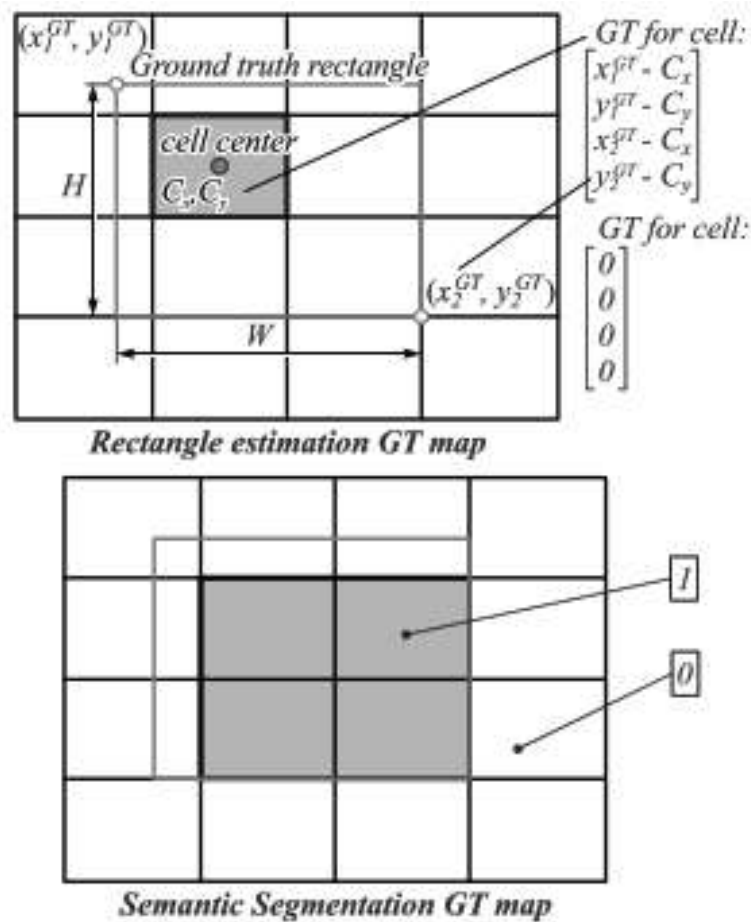 (x₁ᴳᵀ, y₁ᴳᵀ)
Ground truth rectangle
cell center
Cₓ, Cᵧ
H
W
(x₂ᴳᵀ, y₂ᴳᵀ)
GT for cell:
x₁ᴳᵀ - Cₓ
y₁ᴳᵀ - Cᵧ
x₂ᴳᵀ - Cₓ
y₂ᴳᵀ - Cᵧ
GT for cell:
0
0
0
0
Rectangle estimation GT map
1
0
Semantic Segmentation GT map